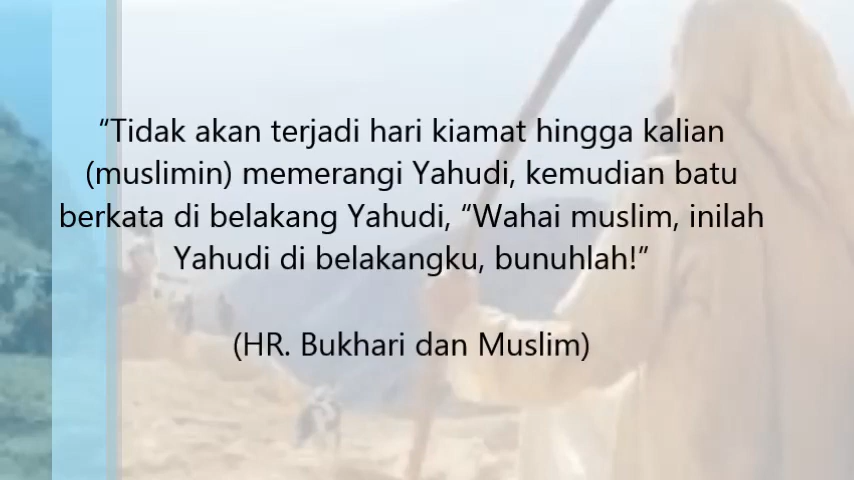 “Tidak akan terjadi hari kiamat hingga kalian
(muslimin) memerangi Yahudi, kemudian batu
berkata di belakang Yahudi, “Wahai muslim, inilah
Yahudi di belakangku, bunuhlah!”
(HR. Bukhari dan Muslim)